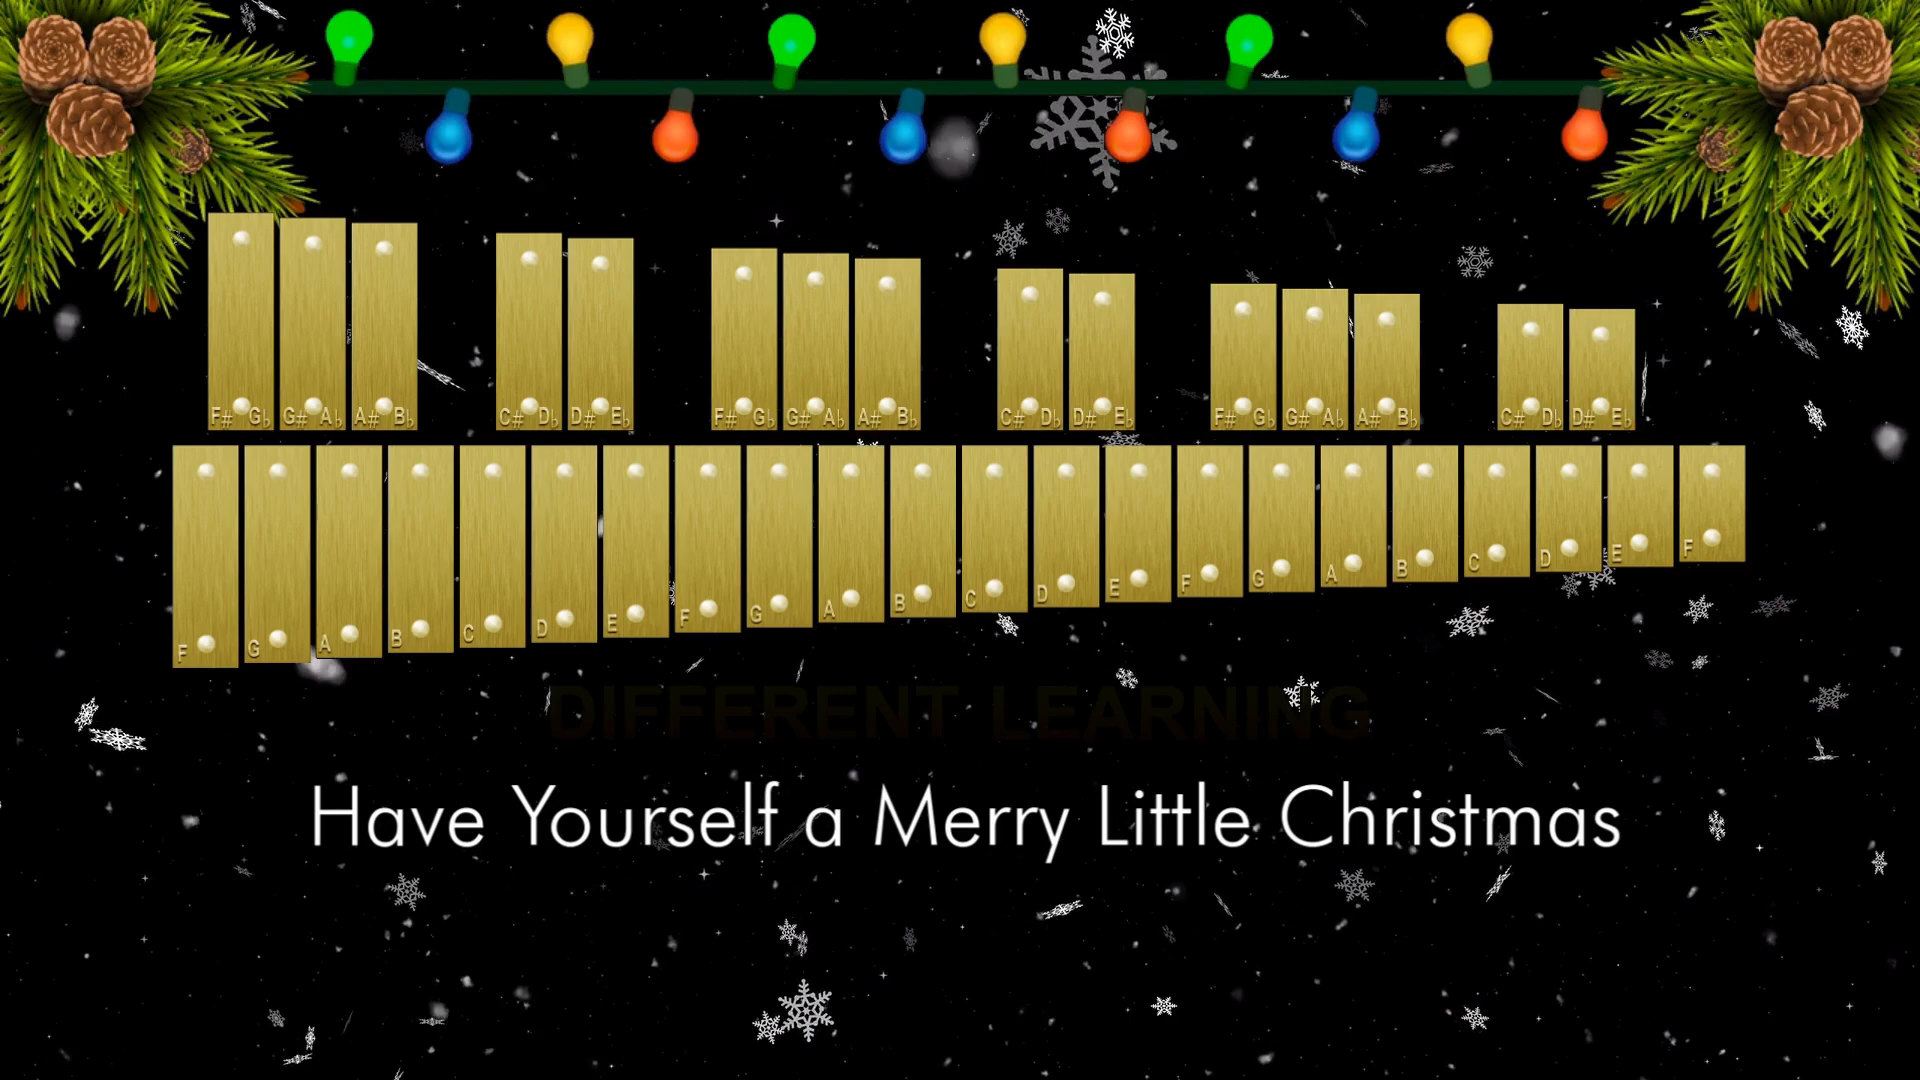 F# G♭ G# A♭ A# B♭ C# D♭ D# E♭ F# G♭ G# A♭ A# B♭ C# D♭ D# E♭ F# G♭ G# A♭ A# B♭ C# D♭ D# E♭
F G A B C D E F G A B C D E F G A B C D E F
DIFFERENT LEARNING
Have Yourself a Merry Little Christmas